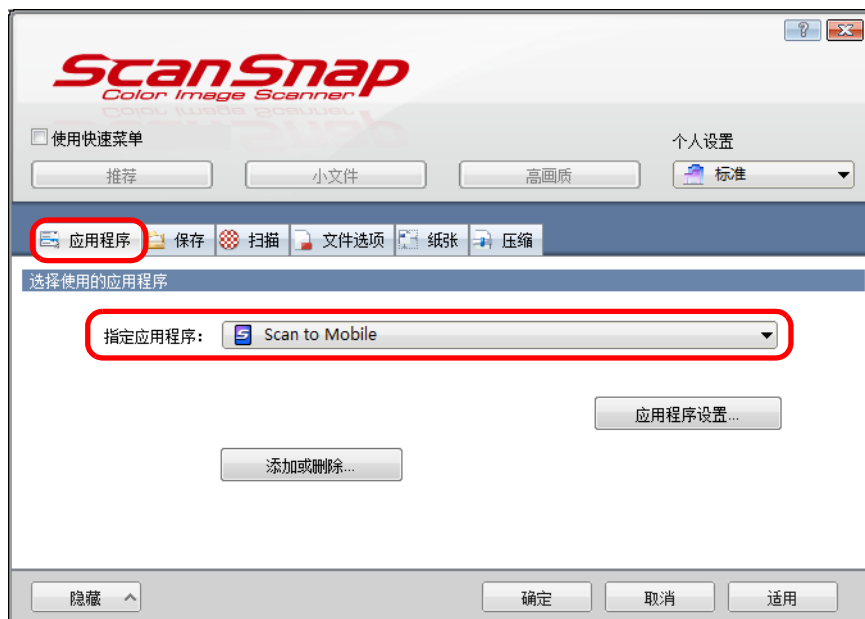 ScanSnap
Color Image Scanner
使用快速菜单
个人设置
推荐 小文件 高画质 标准
应用程序 保存 扫描 文件选项 纸张 压缩
选择使用的应用程序
指定应用程序： Scan to Mobile
应用程序设置...
添加或删除...
隐藏 确定 取消 适用